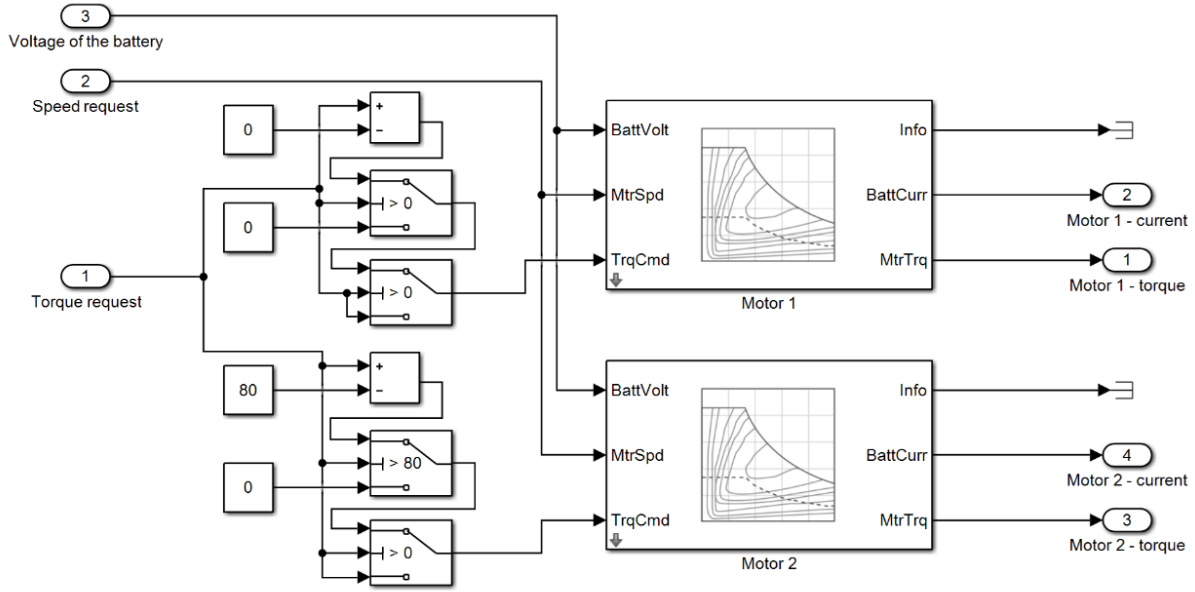 3
Voltage of the battery
2
Speed request
0
+
−
BattVolt
Info
> 0
MtrSpd
BattCurr
2
Motor 1 - current
0
1
Torque request
> 0
TrqCmd
MtrTrq
1
Motor 1 - torque
Motor 1
80
+
−
BattVolt
Info
> 80
MtrSpd
BattCurr
4
Motor 2 - current
0
> 0
TrqCmd
MtrTrq
3
Motor 2 - torque
Motor 2